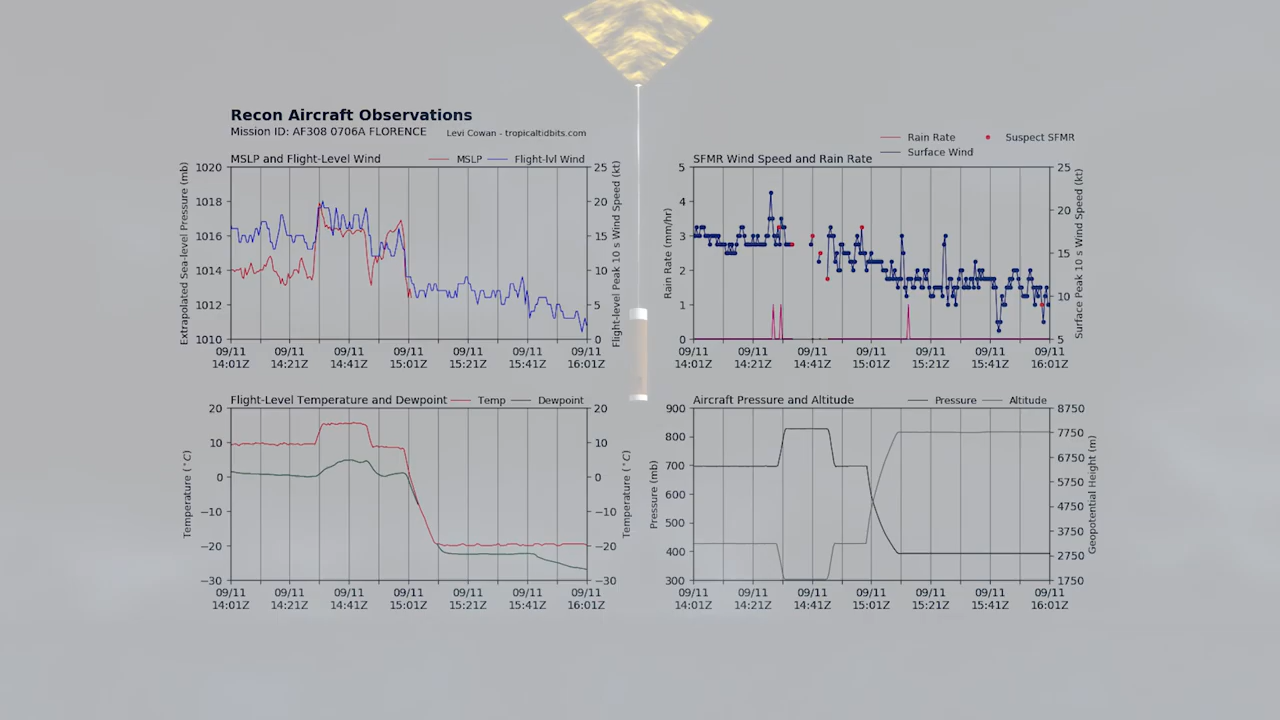 Recon Aircraft Observations
Mission ID: AF308 0706A FLORENCE
Levi Cowan - tropicaltidbits.com
MSLP and Flight-Level Wind
MSLP
Flight-lvl Wind
Extrapolated Sea-level Pressure (mb)
1020
1018
1016
1014
1012
1010
25
20
15
10
5
0
Flight-level Peak 10 s Wind Speed (kt)
09/11 09/11 09/11 09/11 09/11 09/11 09/11
14:01Z 14:21Z 14:41Z 15:01Z 15:21Z 15:41Z 16:01Z
Rain Rate
Suspect SFMR
Surface Wind
SFMR Wind Speed and Rain Rate
Rain Rate (mm/hr)
5
4
3
2
1
0
25
20
15
10
5
Surface Peak 10 s Wind Speed (kt)
09/11 09/11 09/11 09/11 09/11 09/11 09/11
14:01Z 14:21Z 14:41Z 15:01Z 15:21Z 15:41Z 16:01Z
Flight-Level Temperature and Dewpoint
Temp
Dewpoint
Temperature (°C)
20
10
0
−10
−20
−30
20
10
0
−10
−20
−30
Temperature (°C)
09/11 09/11 09/11 09/11 09/11 09/11 09/11
14:01Z 14:21Z 14:41Z 15:01Z 15:21Z 15:41Z 16:01Z
Aircraft Pressure and Altitude
Pressure
Altitude
Pressure (mb)
900
800
700
600
500
400
300
8750
7750
6750
5750
4750
3750
2750
1750
Geopotential Height (m)
09/11 09/11 09/11 09/11 09/11 09/11 09/11
14:01Z 14:21Z 14:41Z 15:01Z 15:21Z 15:41Z 16:01Z